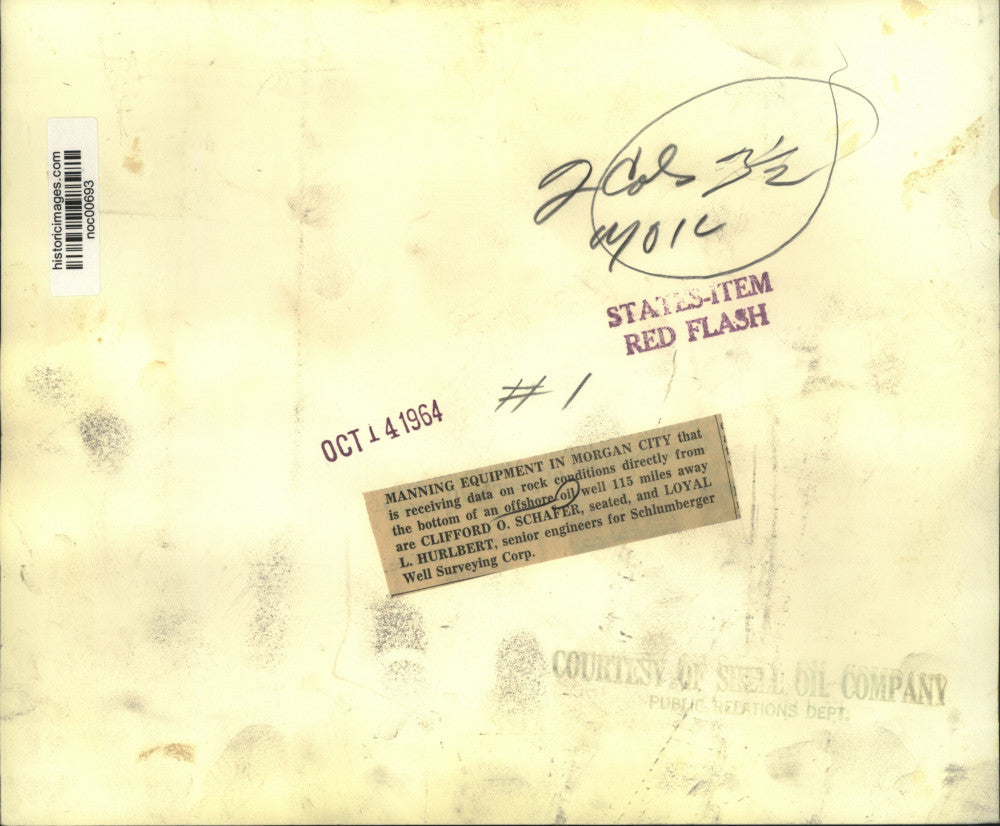 historicimages.com
noc00693
2 Cols 3 1/2
STATES-ITEM
RED FLASH
#1
OCT 14 1964
MANNING EQUIPMENT IN MORGAN CITY that
is receiving data on rock conditions directly from
the bottom of an offshore oil well 115 miles away
are CLIFFORD O. SCHAFER, seated, and LOYAL
L. HURLBERT, senior engineers for Schlumberger
Well Surveying Corp.
COURTESY OF SHELL OIL COMPANY
PUBLIC RELATIONS DEPT.